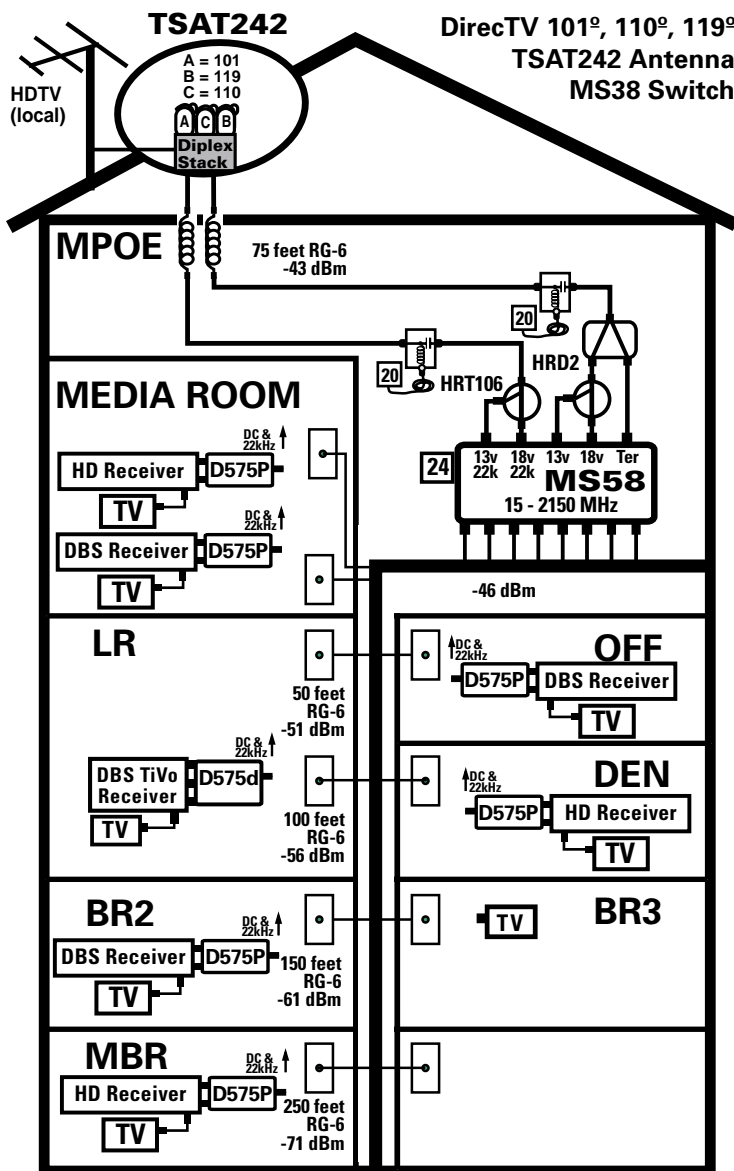 TSAT242
DirecTV 101º, 110º, 119º
TSAT242 Antenna
MS38 Switch
A = 101
B = 119
C = 110
HDTV
(local)
A C B
Diplex
Stack
MPOE
75 feet RG-6
-43 dBm
20
20
HRT106
HRD2
24
13v 18v 13v 18v Ter
22k 22k
MS58
15 - 2150 MHz
-46 dBm
MEDIA ROOM
DC &
22kHz
HD Receiver
D575P
TV
DC &
22kHz
DBS Receiver
D575P
TV
LR
50 feet
RG-6
-51 dBm
DC &
22kHz
DBS TiVo
Receiver
D575d
TV
100 feet
RG-6
-56 dBm
OFF
DC &
22kHz
D575P
DBS Receiver
TV
DEN
DC &
22kHz
D575P
HD Receiver
TV
BR2
DC &
22kHz
DBS Receiver
D575P
TV
150 feet
RG-6
-61 dBm
BR3
TV
MBR
DC &
22kHz
HD Receiver
D575P
TV
250 feet
RG-6
-71 dBm